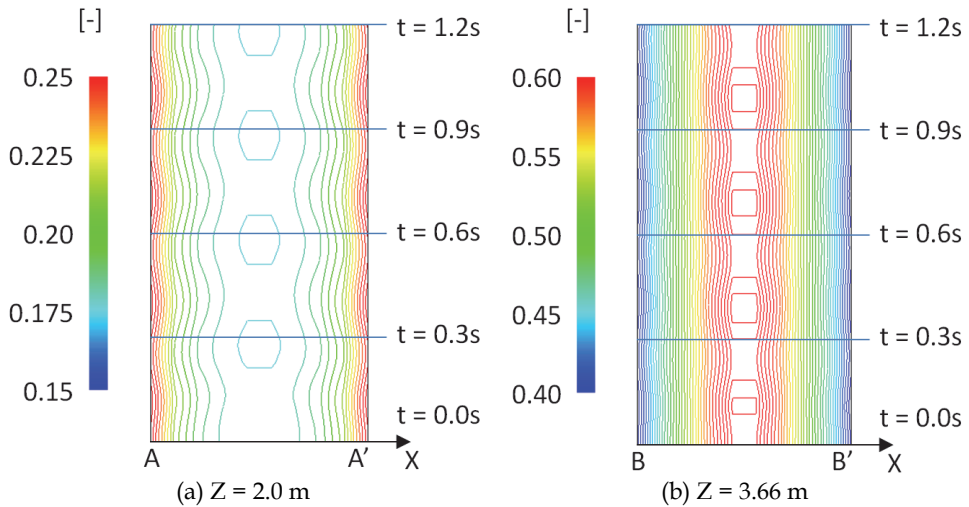 [-]
0.25
0.225
0.20
0.175
0.15
t = 1.2s
t = 0.9s
t = 0.6s
t = 0.3s
t = 0.0s
A
A'
X
(a) Z = 2.0 m
[-]
0.60
0.55
0.50
0.45
0.40
t = 1.2s
t = 0.9s
t = 0.6s
t = 0.3s
t = 0.0s
B
B'
X
(b) Z = 3.66 m